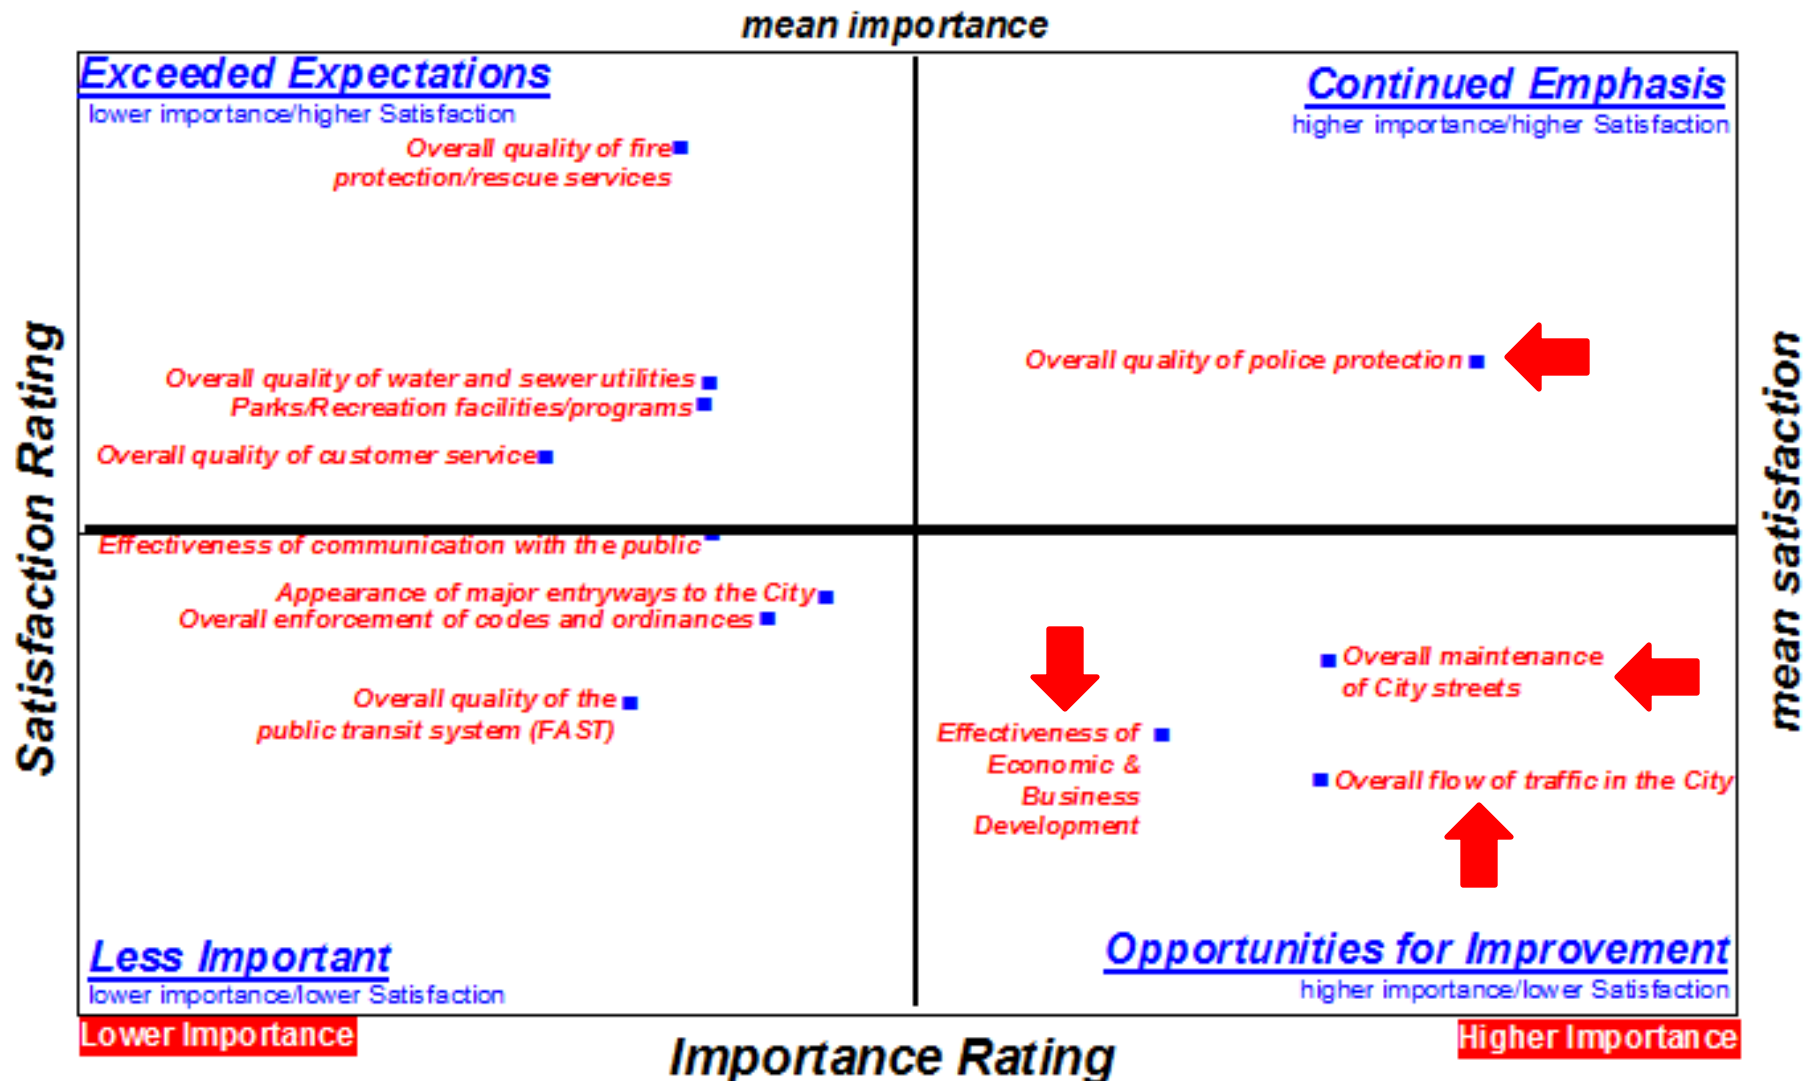 mean importance
Exceeded Expectations
lower importance/higher Satisfaction
Continued Emphasis
higher importance/higher Satisfaction
Overall quality of fire
protection/rescue services
Overall quality of police protection
Overall quality of water and sewer utilities
Parks/Recreation facilities/programs
Overall quality of customer service
Satisfaction Rating
mean satisfaction
Effectiveness of communication with the public
Appearance of major entryways to the City
Overall enforcement of codes and ordinances
Overall quality of the
public transit system (FAST)
Overall maintenance
of City streets
Effectiveness of
Economic &
Business
Development
Overall flow of traffic in the City
Less Important
lower importance/lower Satisfaction
Opportunities for Improvement
higher importance/lower Satisfaction
Lower Importance
Importance Rating
Higher Importance